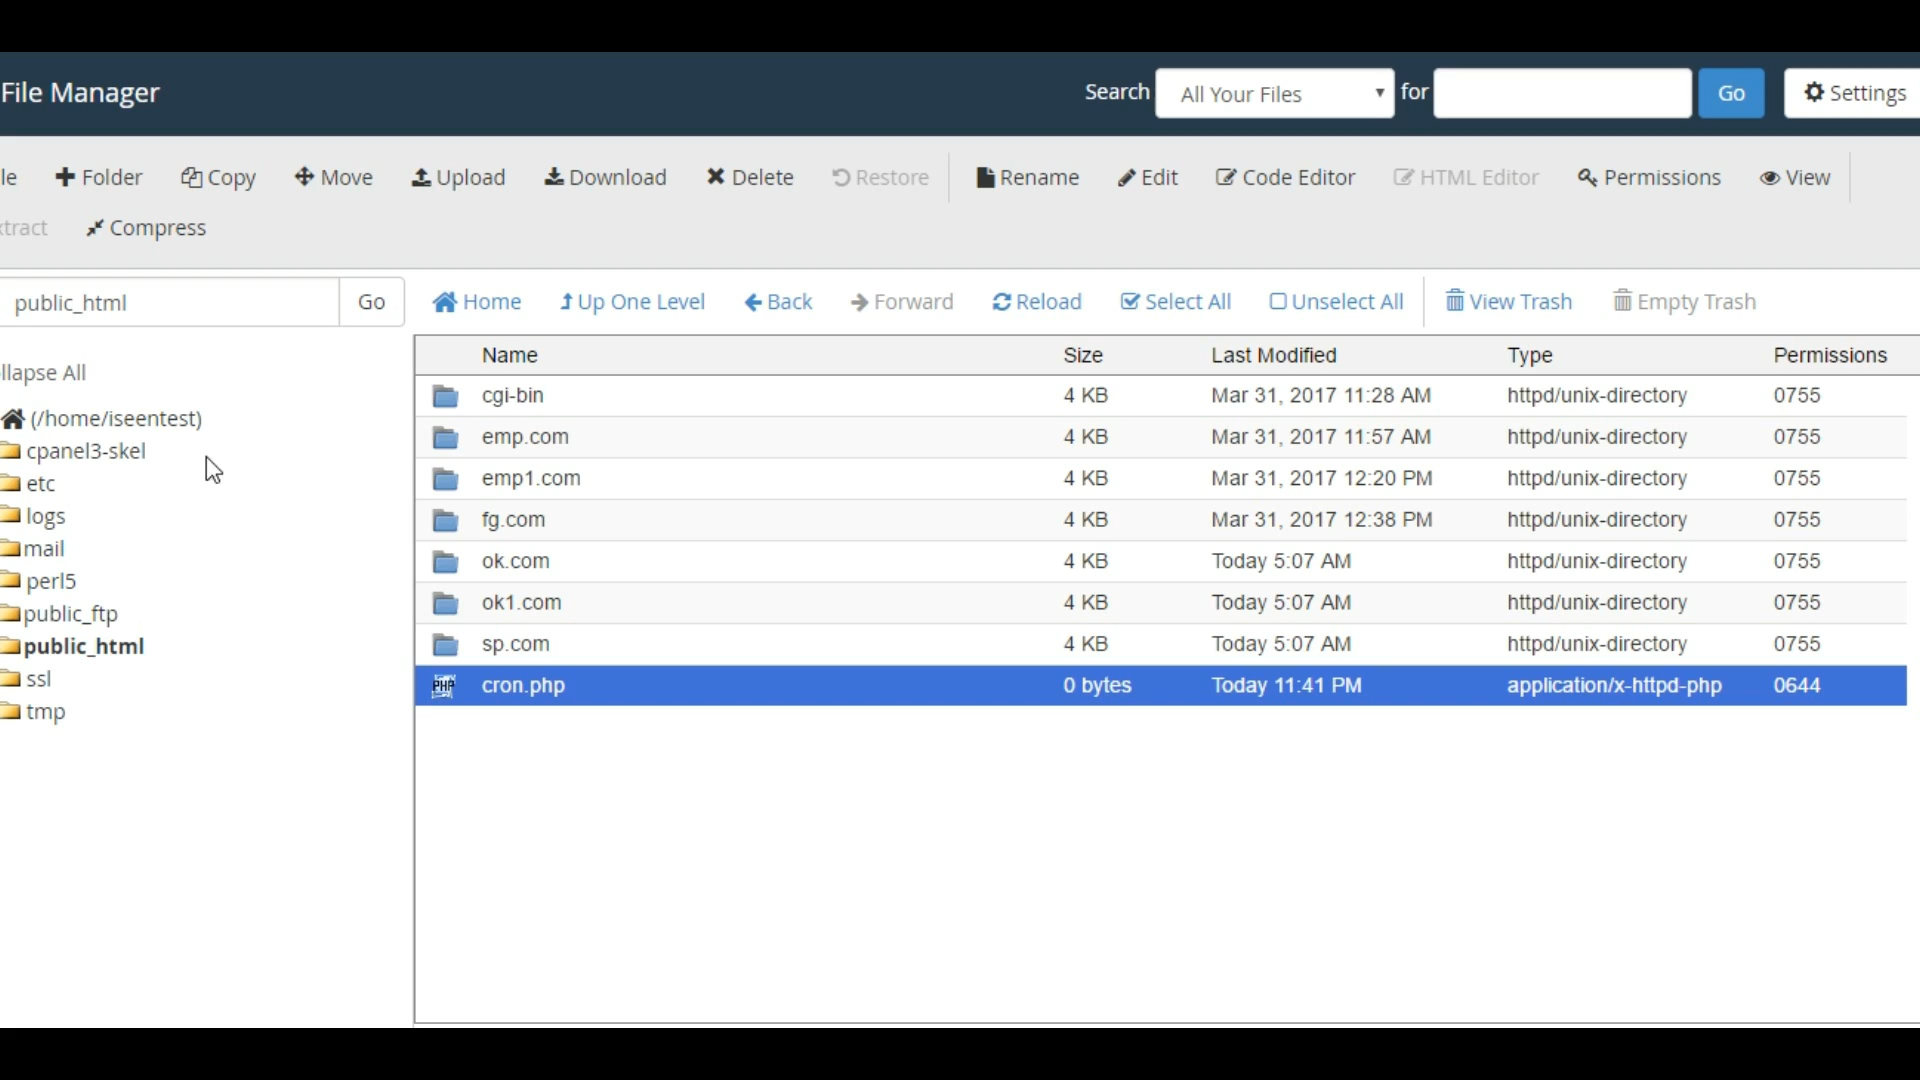 File Manager
Search All Your Files for Go Settings
le Folder Copy Move Upload Download Delete Restore Rename Edit Code Editor HTML Editor Permissions View
xtract Compress
public_html Go Home Up One Level Back Forward Reload Select All Unselect All View Trash Empty Trash
llapse All
(/home/iseentest)
cpanel3-skel
etc
logs
mail
perl5
public_ftp
public_html
ssl
tmp
Name Size Last Modified Type Permissions
cgi-bin 4 KB Mar 31, 2017 11:28 AM httpd/unix-directory 0755
emp.com 4 KB Mar 31, 2017 11:57 AM httpd/unix-directory 0755
emp1.com 4 KB Mar 31, 2017 12:20 PM httpd/unix-directory 0755
fg.com 4 KB Mar 31, 2017 12:38 PM httpd/unix-directory 0755
ok.com 4 KB Today 5:07 AM httpd/unix-directory 0755
ok1.com 4 KB Today 5:07 AM httpd/unix-directory 0755
sp.com 4 KB Today 5:07 AM httpd/unix-directory 0755
PHP cron.php 0 bytes Today 11:41 PM application/x-httpd-php 0644